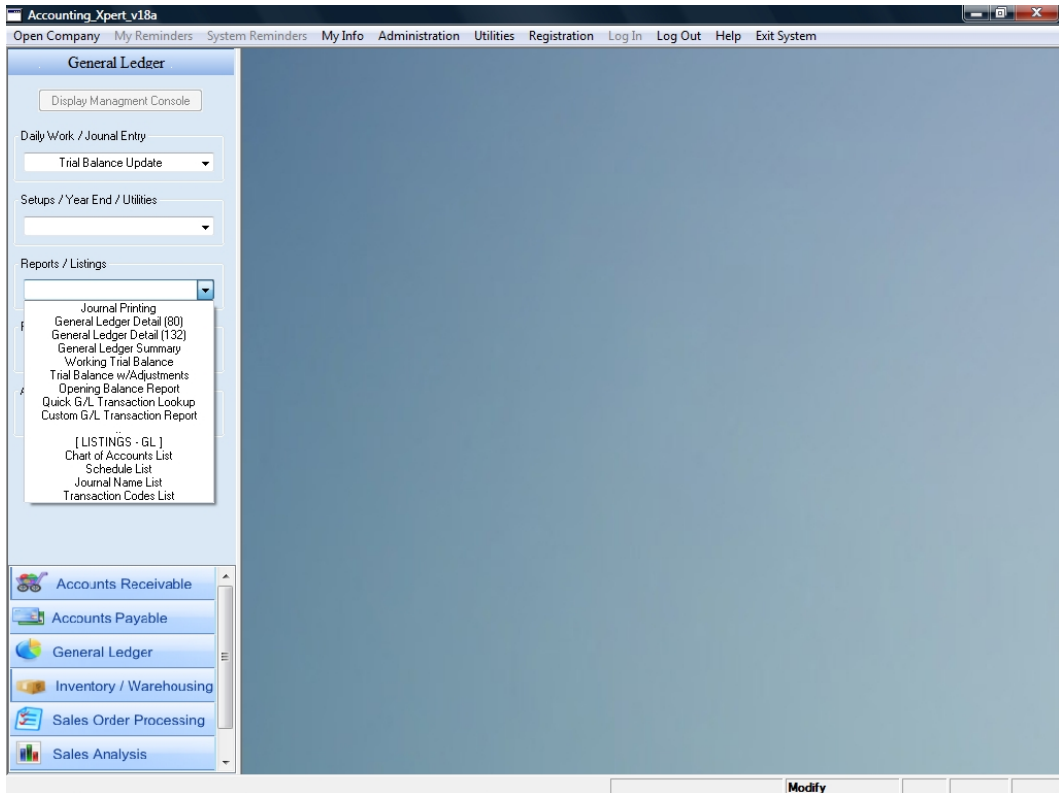 Accounting_Xpert_v18a
Open Company My Reminders System Reminders My Info Administration Utilities Registration Log In Log Out Help Exit System
General Ledger
Display Managment Console
Daily Work / Jounal Entry
Trial Balance Update
Setups / Year End / Utilities
Reports / Listings
Journal Printing
General Ledger Detail (80)
General Ledger Detail (132)
General Ledger Summary
Working Trial Balance
Trial Balance w/Adjustments
Opening Balance Report
Quick G/L Transaction Lookup
Custom G/L Transaction Report
..
[ LISTINGS - GL ]
Chart of Accounts List
Schedule List
Journal Name List
Transaction Codes List
Accounts Receivable
Accounts Payable
General Ledger
Inventory / Warehousing
Sales Order Processing
Sales Analysis
Modify